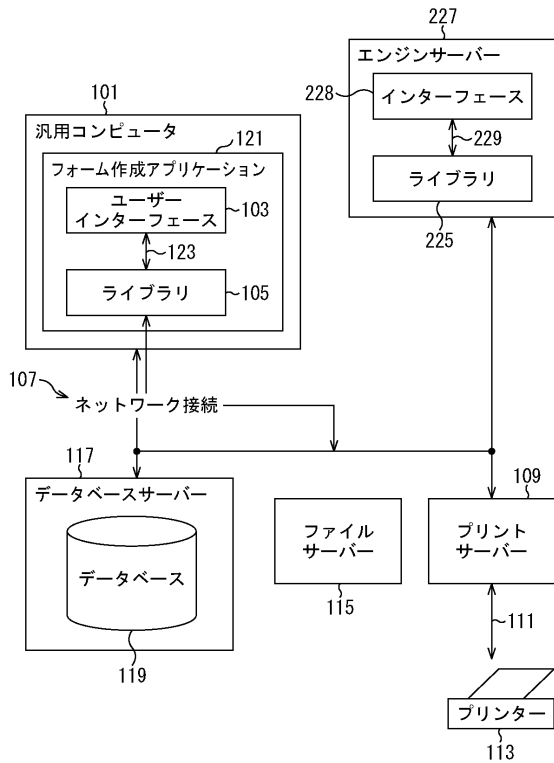 227
エンジンサーバー
228
インターフェース
229
ライブラリ
225
101
汎用コンピュータ
121
フォーム作成アプリケーション
ユーザー
インターフェース
103
123
ライブラリ
105
107
ネットワーク接続
117
データベースサーバー
データベース
119
ファイル
サーバー
115
109
プリント
サーバー
111
プリンター
113